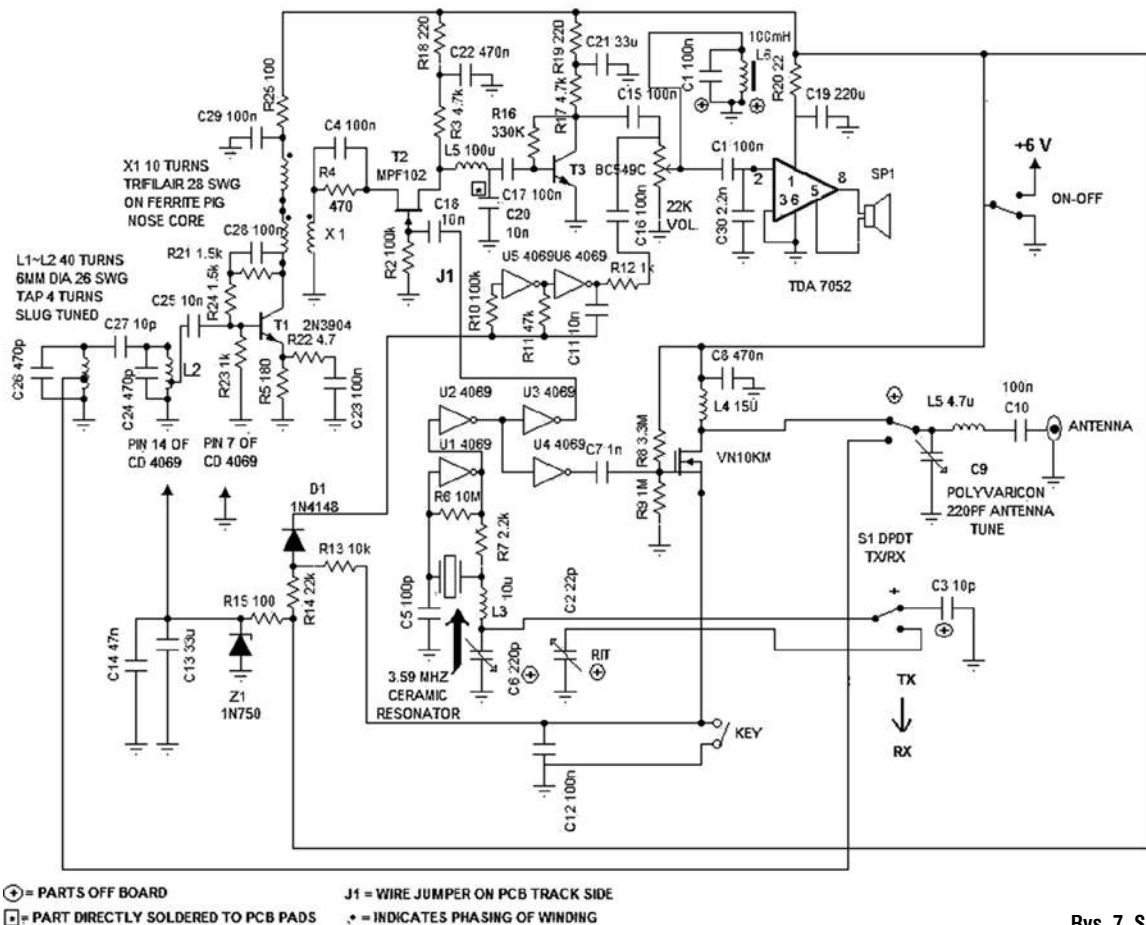 R18 220
C22 470n
R3 4.7k
R19 220
C21 33u
R17 4.7k
100mH
L6
C1 100n
R20 22
C19 220u
R25 100
C29 100n
C4 100n
T2
MPF102
R4
470
X 1
L5 100u
R16
330K
C15 100n
T3
BC549C
C17 100n
C20
10n
C18
10n
C16 100n
22K
VOL.
C1 100n
2
1
3 6
5
8
C30 2.2n
TDA 7052
SP1
+6 V
ON-OFF
X1 10 TURNS
TRIFILAIR 28 SWG
ON FERRITE PIG
NOSE CORE
C28 100n
R21 1.5k
R24 1.5k
L1~L2 40 TURNS
6MM DIA 26 SWG
TAP 4 TURNS
SLUG TUNED
C25 10n
C27 10p
C26 470p
C24 470p
L2
T1
2N3904
R22 4.7
R23 1k
R5 180
C23 100n
R2 100k
J1
U5 4069
U6 4069
R12 1k
R10 100k
R11 47k
C11 10n
U2 4069
U3 4069
U1 4069
U4 4069
C7 1n
R6 10M
R7 2.2k
R8 3.3M
R9 1M
C8 470n
L4 15U
VN10KM
L5 4.7u
100n
C10
ANTENNA
C9
POLYVARICON
220PF ANTENNA
TUNE
PIN 14 OF
CD 4069
PIN 7 OF
CD 4069
D1
1N4148
R13 10k
R14 22k
R15 100
C14 47n
C13 33u
Z1
1N750
C5 100p
10u
L3
C6 220p
3.59 MHZ
CERAMIC
RESONATOR
C2 22p
RIT
S1 DPDT
TX/RX
C3 10p
TX
RX
KEY
C12 100n
= PARTS OFF BOARD
J1 = WIRE JUMPER ON PCB TRACK SIDE
= PART DIRECTLY SOLDERED TO PCB PADS
= INDICATES PHASING OF WINDING
Rys. 7. S